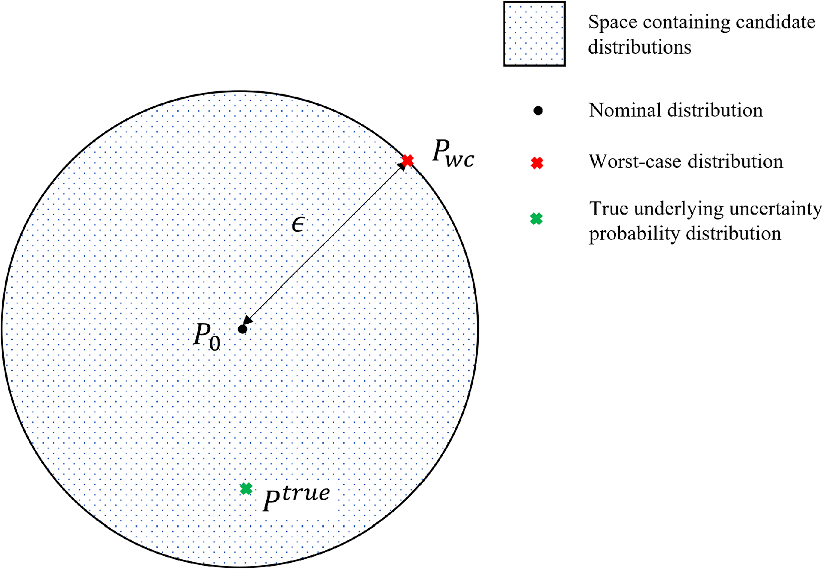 Space containing candidate
distributions
Nominal distribution
Worst-case distribution
True underlying uncertainty
probability distribution
P_wc
ϵ
P_0
P^true